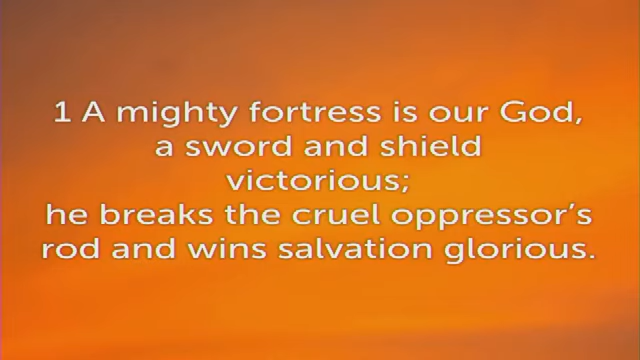 1 A mighty fortress is our God,
a sword and shield
victorious;
he breaks the cruel oppressor's
rod and wins salvation glorious.